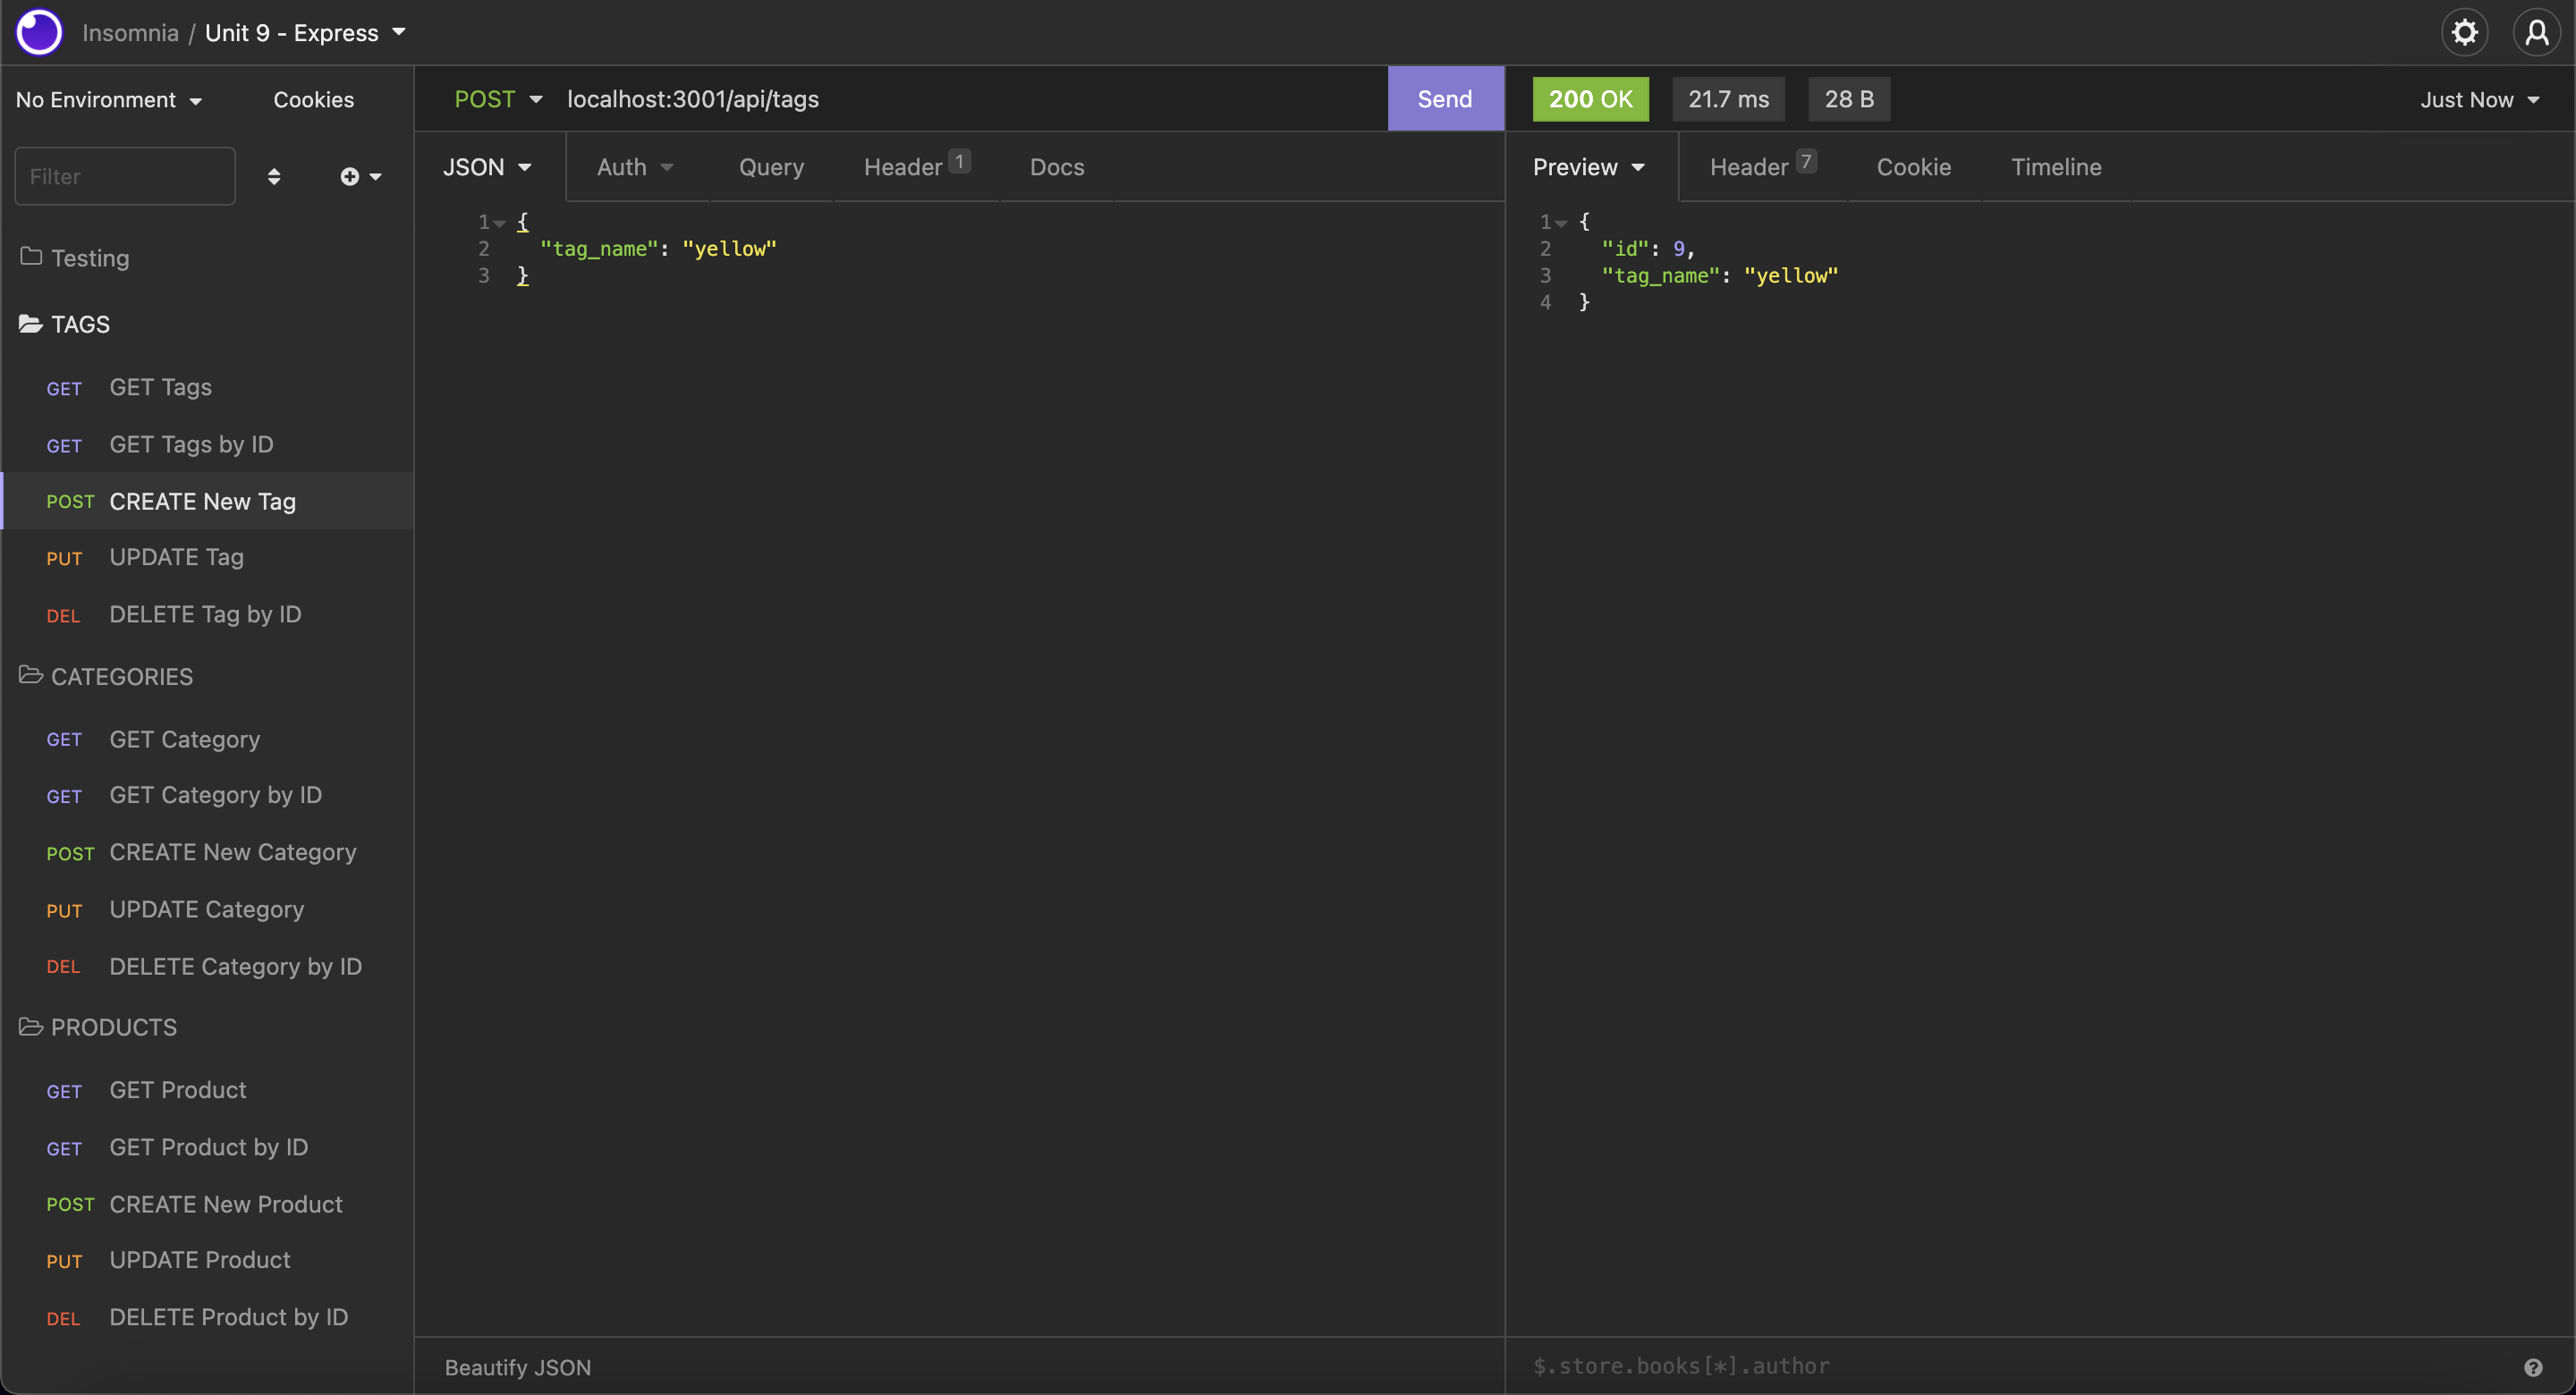 Insomnia / Unit 9 - Express
No Environment
Cookies
Filter
Testing
TAGS
GET GET Tags
GET GET Tags by ID
POST CREATE New Tag
PUT UPDATE Tag
DEL DELETE Tag by ID
CATEGORIES
GET GET Category
GET GET Category by ID
POST CREATE New Category
PUT UPDATE Category
DEL DELETE Category by ID
PRODUCTS
GET GET Product
GET GET Product by ID
POST CREATE New Product
PUT UPDATE Product
DEL DELETE Product by ID
POST localhost:3001/api/tags Send
JSON Auth Query Header 1 Docs
1 {
2 "tag_name": "yellow"
3 }
Beautify JSON
200 OK 21.7 ms 28 B Just Now
Preview Header 7 Cookie Timeline
1 {
2 "id": 9,
3 "tag_name": "yellow"
4 }
$.store.books[*].author ?